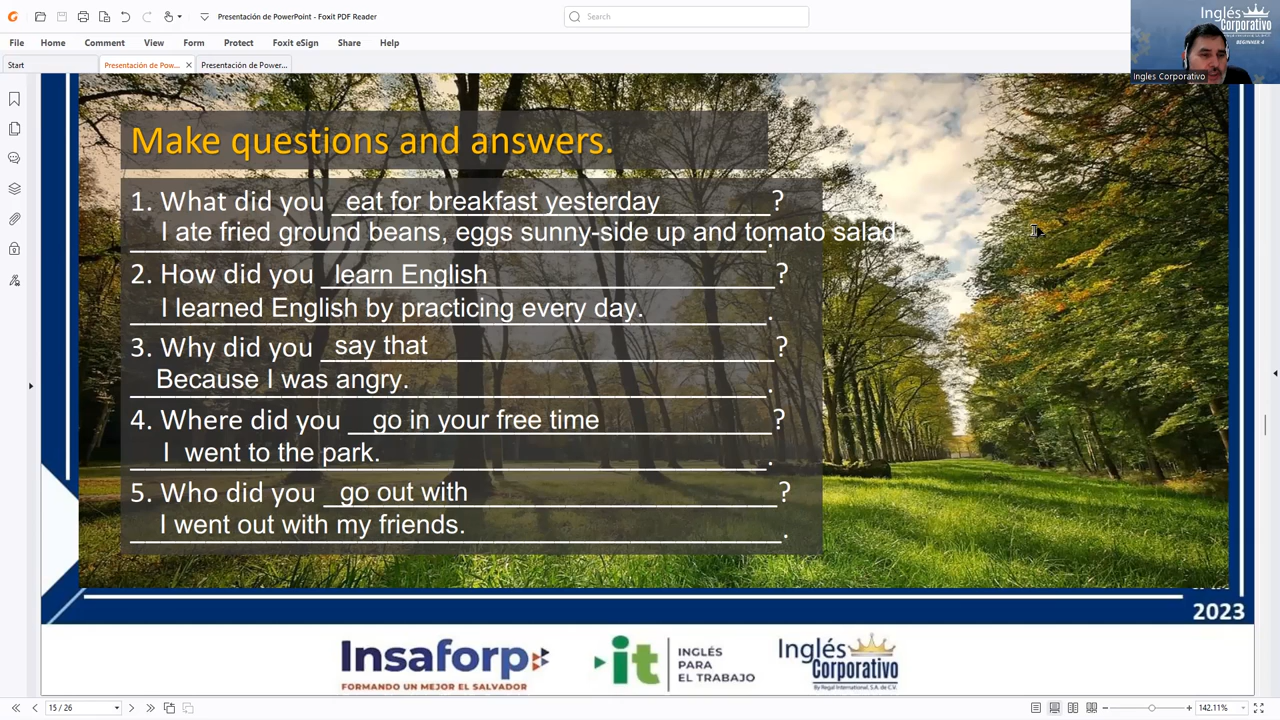 Presentación de PowerPoint - Foxit PDF Reader
Search
File Home Comment View Form Protect Foxit eSign Share Help
Start
Presentación de Pow...
Presentación de Power...
Inglés
Corporativo
BEGINNER 4
Ingles Corporativo
Make questions and answers.
1. What did you eat for breakfast yesterday?
I ate fried ground beans, eggs sunny-side up and tomato salad.
2. How did you learn English?
I learned English by practicing every day.
3. Why did you say that?
Because I was angry.
4. Where did you go in your free time?
I went to the park.
5. Who did you go out with?
I went out with my friends.
2023
Insaforp
FORMANDO UN MEJOR EL SALVADOR
it
INGLÉS
PARA
EL TRABAJO
Inglés
Corporativo
By Regal International, S.A. de C.V.
15 / 26
142.11%